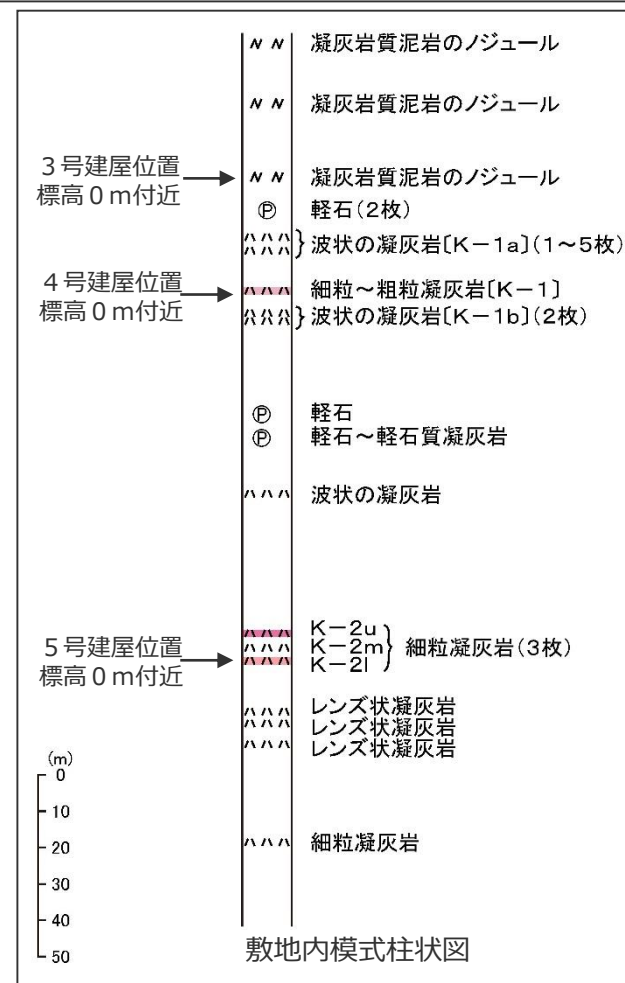 凝灰岩質泥岩のノジュール
凝灰岩質泥岩のノジュール
3号建屋位置
標高0m付近
凝灰岩質泥岩のノジュール
Ⓟ 軽石(2枚)
波状の凝灰岩〔K-1a〕(1~5枚)
4号建屋位置
標高0m付近
細粒~粗粒凝灰岩〔K-1〕
波状の凝灰岩〔K-1b〕(2枚)
Ⓟ 軽石
Ⓟ 軽石~軽石質凝灰岩
波状の凝灰岩
5号建屋位置
標高0m付近
K-2u
K-2m 細粒凝灰岩(3枚)
K-2l
レンズ状凝灰岩
レンズ状凝灰岩
レンズ状凝灰岩
(m)
0
10
20
30
40
50
細粒凝灰岩
敷地内模式柱状図